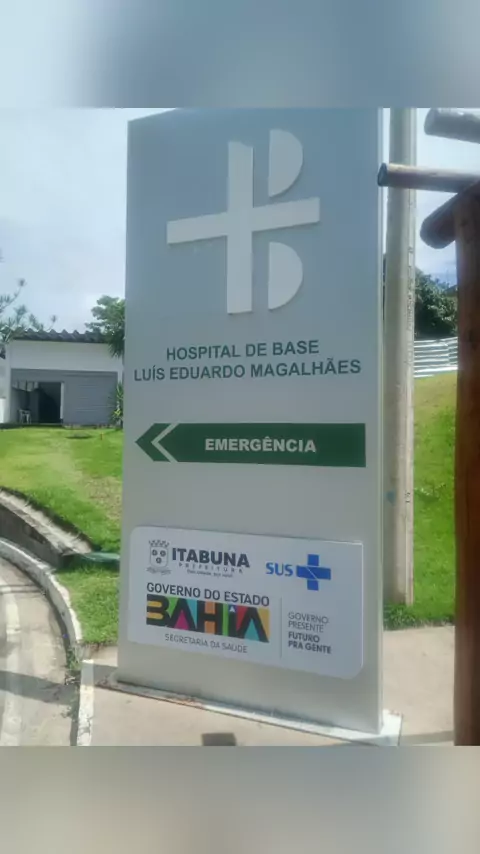 HOSPITAL DE BASE
LUÍS EDUARDO MAGALHÃES
EMERGÊNCIA
ITABUNA
PREFEITURA
SUS
GOVERNO DO ESTADO
BAHIA
SECRETARIA DA SAÚDE
GOVERNO
PRESENTE
FUTURO
PRA GENTE